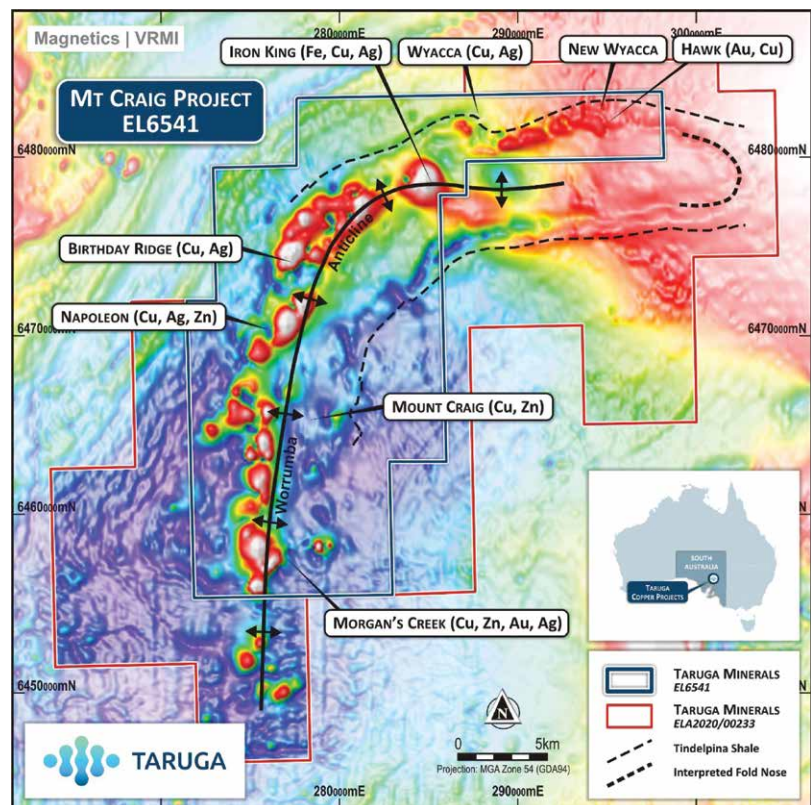 Magnetics | VRMI
280000mE
290000mE
300000mE
IRON KING (Fe, Cu, Ag)
WYACCA (Cu, Ag)
NEW WYACCA
HAWK (Au, Cu)
MT CRAIG PROJECT
EL6541
6480000mN
6480000mN
BIRTHDAY RIDGE (Cu, Ag)
Anticline
NAPOLEON (Cu, Ag, Zn)
6470000mN
6470000mN
MOUNT CRAIG (Cu, Zn)
Worrumba
6460000mN
MORGAN'S CREEK (Cu, Zn, Au, Ag)
6450000mN
SOUTH
AUSTRALIA
TARUGA
COPPER PROJECTS
TARUGA MINERALS
EL6541
TARUGA MINERALS
ELA2020/00233
Tindelpina Shale
Interpreted Fold Nose
N
0 5km
Projection: MGA Zone 54 (GDA94)
TARUGA
280000mE
290000mE